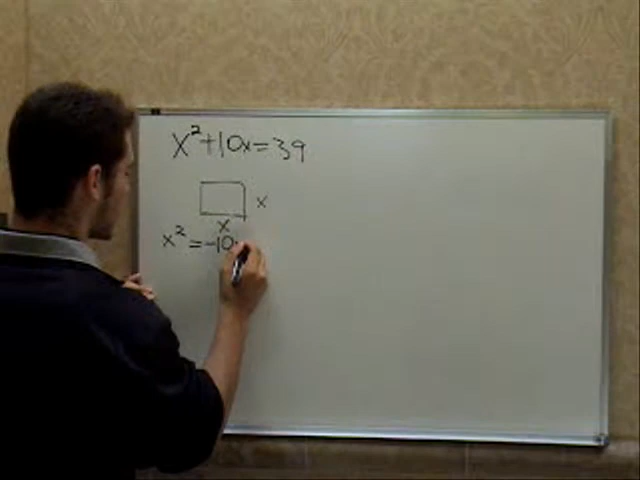 x²+10x=39
x
x
x²=-10